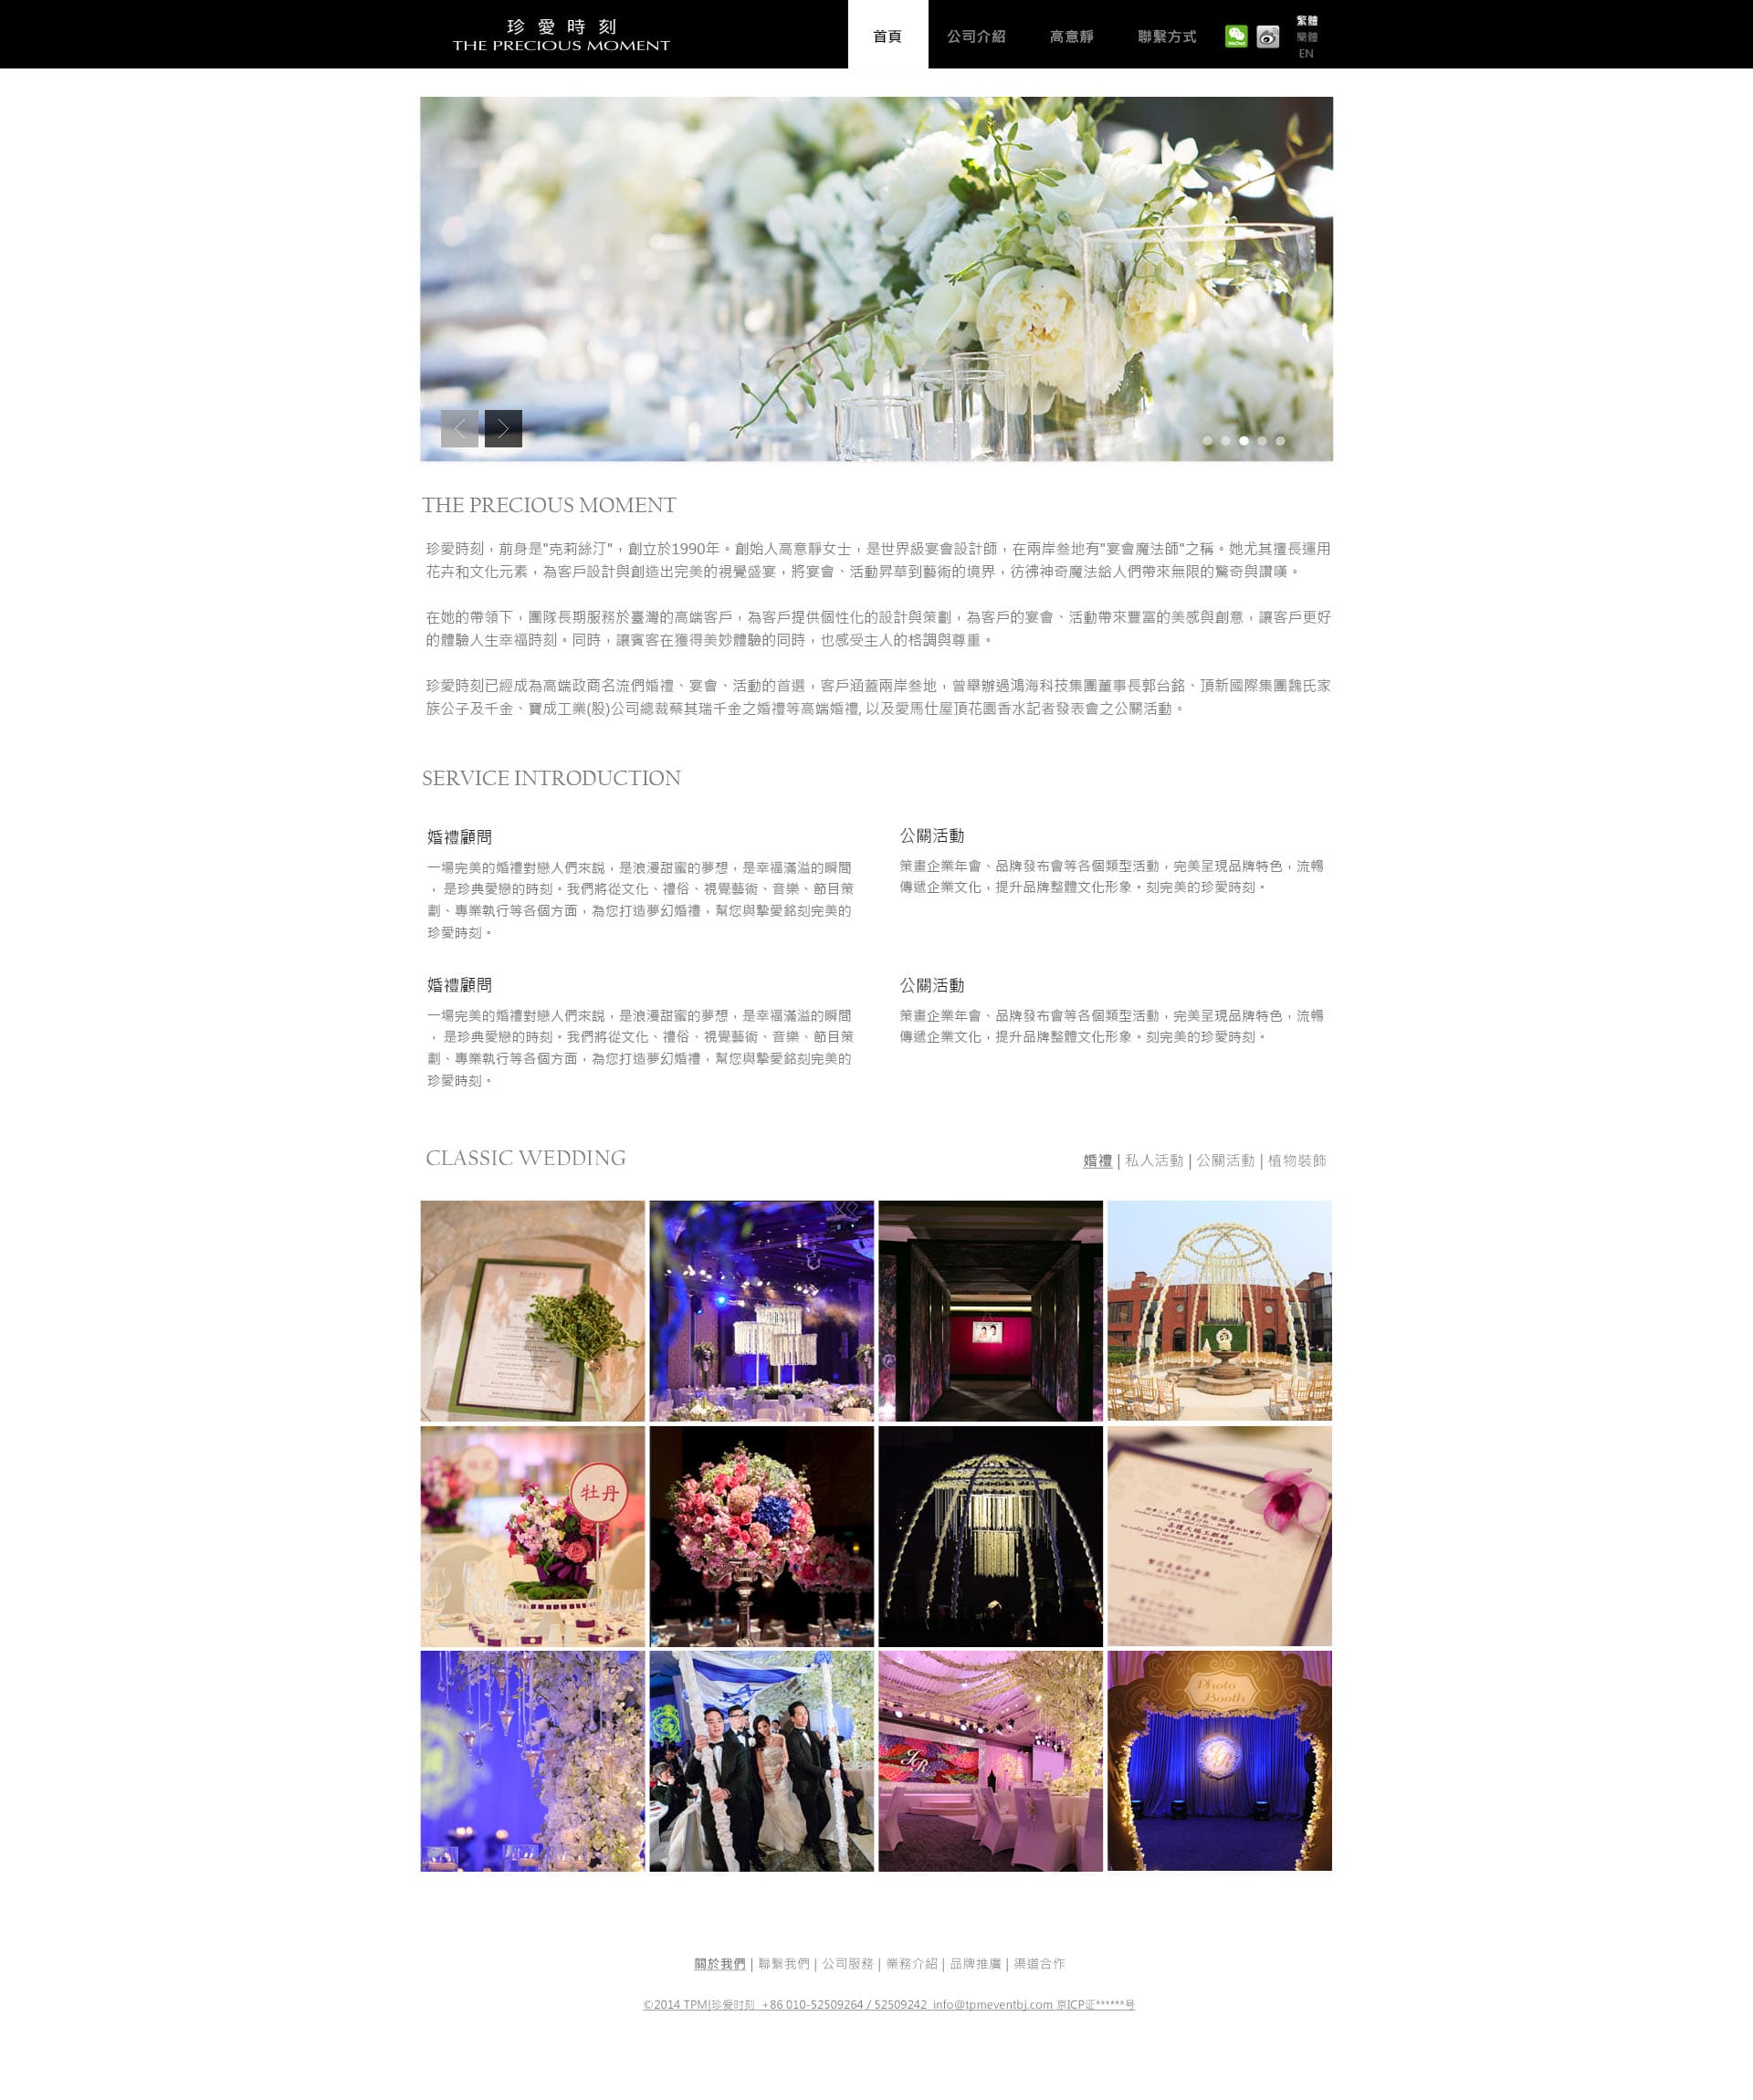 珍愛時刻
THE PRECIOUS MOMENT
首頁
公司介紹
高意靜
聯繫方式
繁體
簡體
EN
THE PRECIOUS MOMENT
珍愛時刻，前身是"克莉絲汀"，創立於1990年。創始人高意靜女士，是世界級宴會設計師，在兩岸叁地有"宴會魔法師"之稱。她尤其擅長運用
花卉和文化元素，為客戶設計與創造出完美的視覺盛宴，將宴會、活動昇華到藝術的境界，彷彿神奇魔法給人們帶來無限的驚奇與讚嘆。
在她的帶領下，團隊長期服務於臺灣的高端客戶，為客戶提供個性化的設計與策劃，為客戶的宴會、活動帶來豐富的美感與創意，讓客戶更好
的體驗人生幸福時刻。同時，讓賓客在獲得美妙體驗的同時，也感受主人的格調與尊重。
珍愛時刻已經成為高端政商名流們婚禮、宴會、活動的首選，客戶涵蓋兩岸叁地，曾舉辦過鴻海科技集團董事長郭台銘、頂新國際集團魏氏家
族公子及千金、寶成工業(股)公司總裁蔡其瑞千金之婚禮等高端婚禮, 以及愛馬仕屋頂花園香水記者發表會之公關活動。
SERVICE INTRODUCTION
婚禮顧問
一場完美的婚禮對戀人們來說，是浪漫甜蜜的夢想，是幸福滿溢的瞬間
，是珍典愛戀的時刻。我們將從文化、禮俗、視覺藝術、音樂、節目策
劃、專業執行等各個方面，為您打造夢幻婚禮，幫您與摯愛銘刻完美的
珍愛時刻。
公關活動
策畫企業年會、品牌發布會等各個類型活動，完美呈現品牌特色，流暢
傳遞企業文化，提升品牌整體文化形象。刻完美的珍愛時刻。
婚禮顧問
一場完美的婚禮對戀人們來說，是浪漫甜蜜的夢想，是幸福滿溢的瞬間
，是珍典愛戀的時刻。我們將從文化、禮俗、視覺藝術、音樂、節目策
劃、專業執行等各個方面，為您打造夢幻婚禮，幫您與摯愛銘刻完美的
珍愛時刻。
公關活動
策畫企業年會、品牌發布會等各個類型活動，完美呈現品牌特色，流暢
傳遞企業文化，提升品牌整體文化形象。刻完美的珍愛時刻。
CLASSIC WEDDING
婚禮 | 私人活動 | 公關活動 | 植物裝飾
牡丹
JR
Photo
Booth
JR
關於我們 | 聯繫我們 | 公司服務 | 業務介紹 | 品牌推廣 | 渠道合作
©2014 TPM|珍爱时刻 +86 010-52509264 / 52509242 info@tpmeventbj.com 京ICP证******号